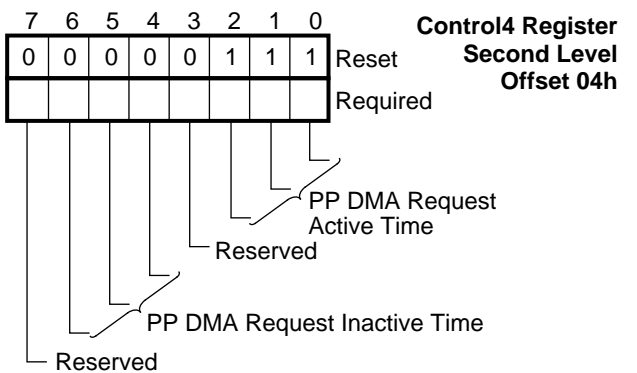 7 6 5 4 3 2 1 0
Control4 Register
Second Level
Offset 04h
0 0 0 0 0 1 1 1 Reset
Required
PP DMA Request
Active Time
Reserved
PP DMA Request Inactive Time
Reserved